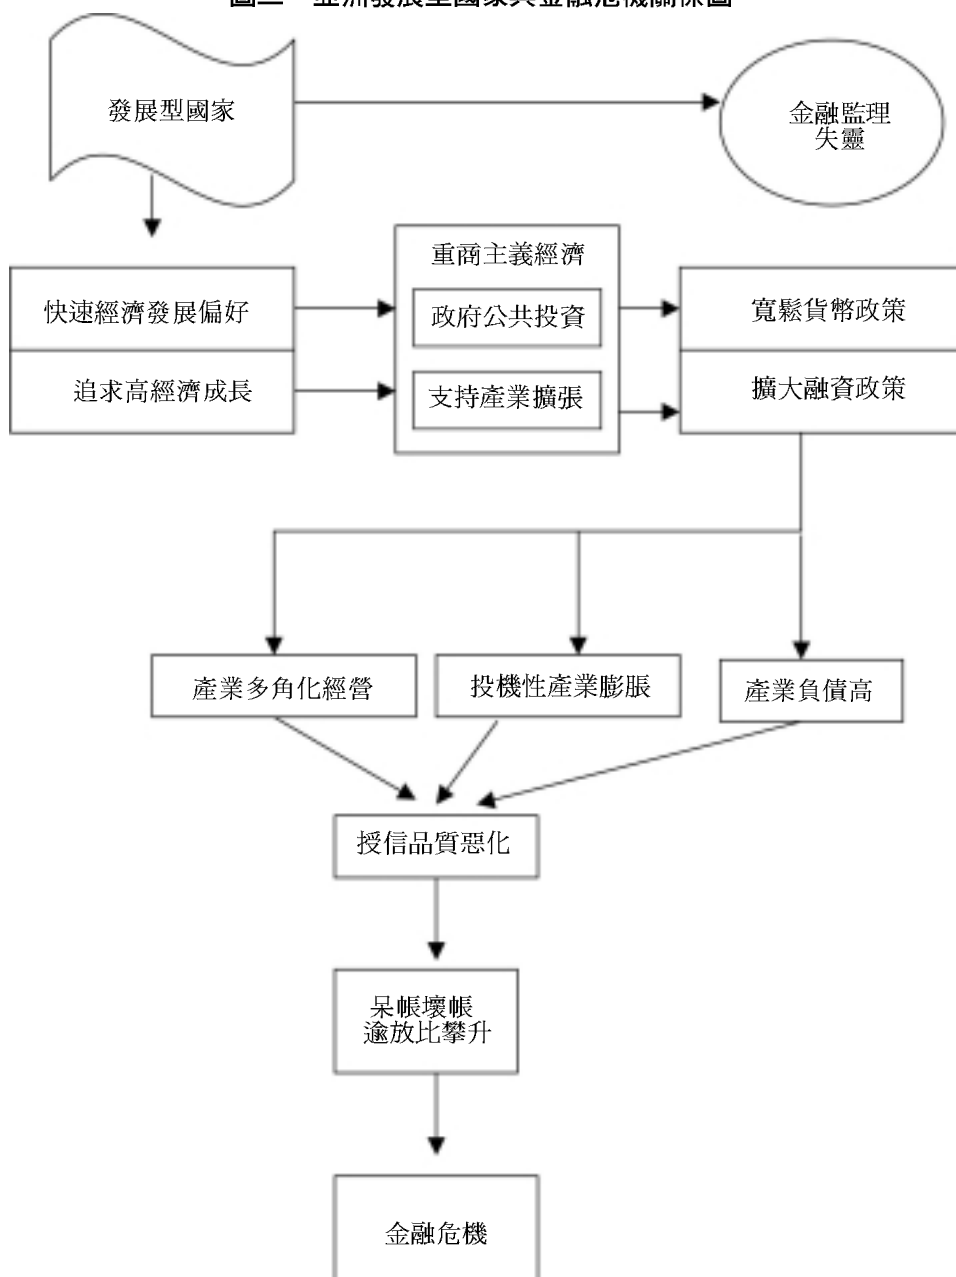 發展型國家
金融監理
失靈
重商主義經濟
快速經濟發展偏好
政府公共投資
寬鬆貨幣政策
追求高經濟成長
支持產業擴張
擴大融資政策
產業多角化經營
投機性產業膨脹
產業負債高
授信品質惡化
呆帳壞帳
逾放比攀升
金融危機